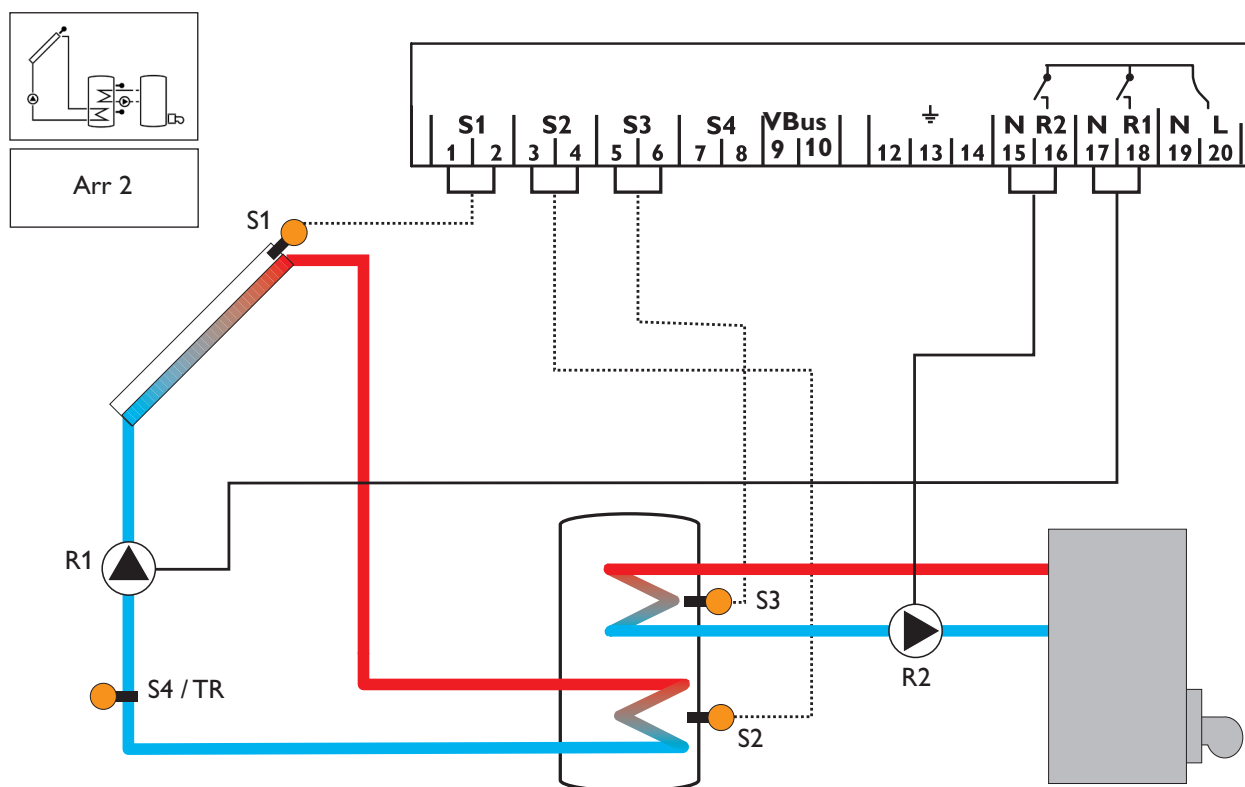 Arr 2
S1 S2 S3 S4 VBus ⏚ N R2 N R1 N L
1 2 3 4 5 6 7 8 9 10 12 13 14 15 16 17 18 19 20
S1
R1
S3
R2
S4 / TR
S2